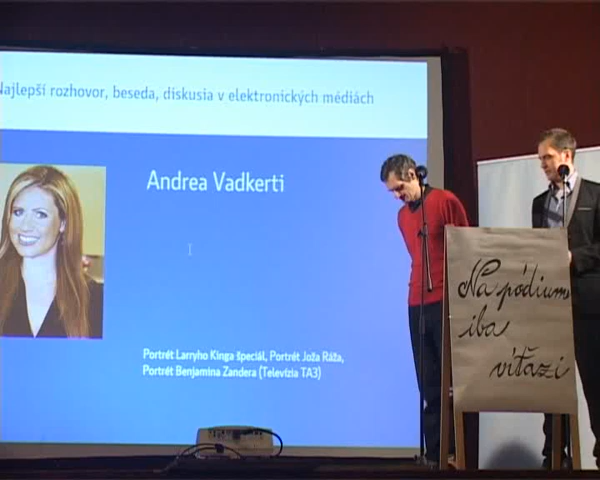 Najlepší rozhovor, beseda, diskusia v elektronických médiách
Andrea Vadkerti
Portrét Larryho Kinga špeciál, Portrét Joža Ráža,
Portrét Benjamina Zandera (Televízia TA3)
Na pódium
iba
víťazi